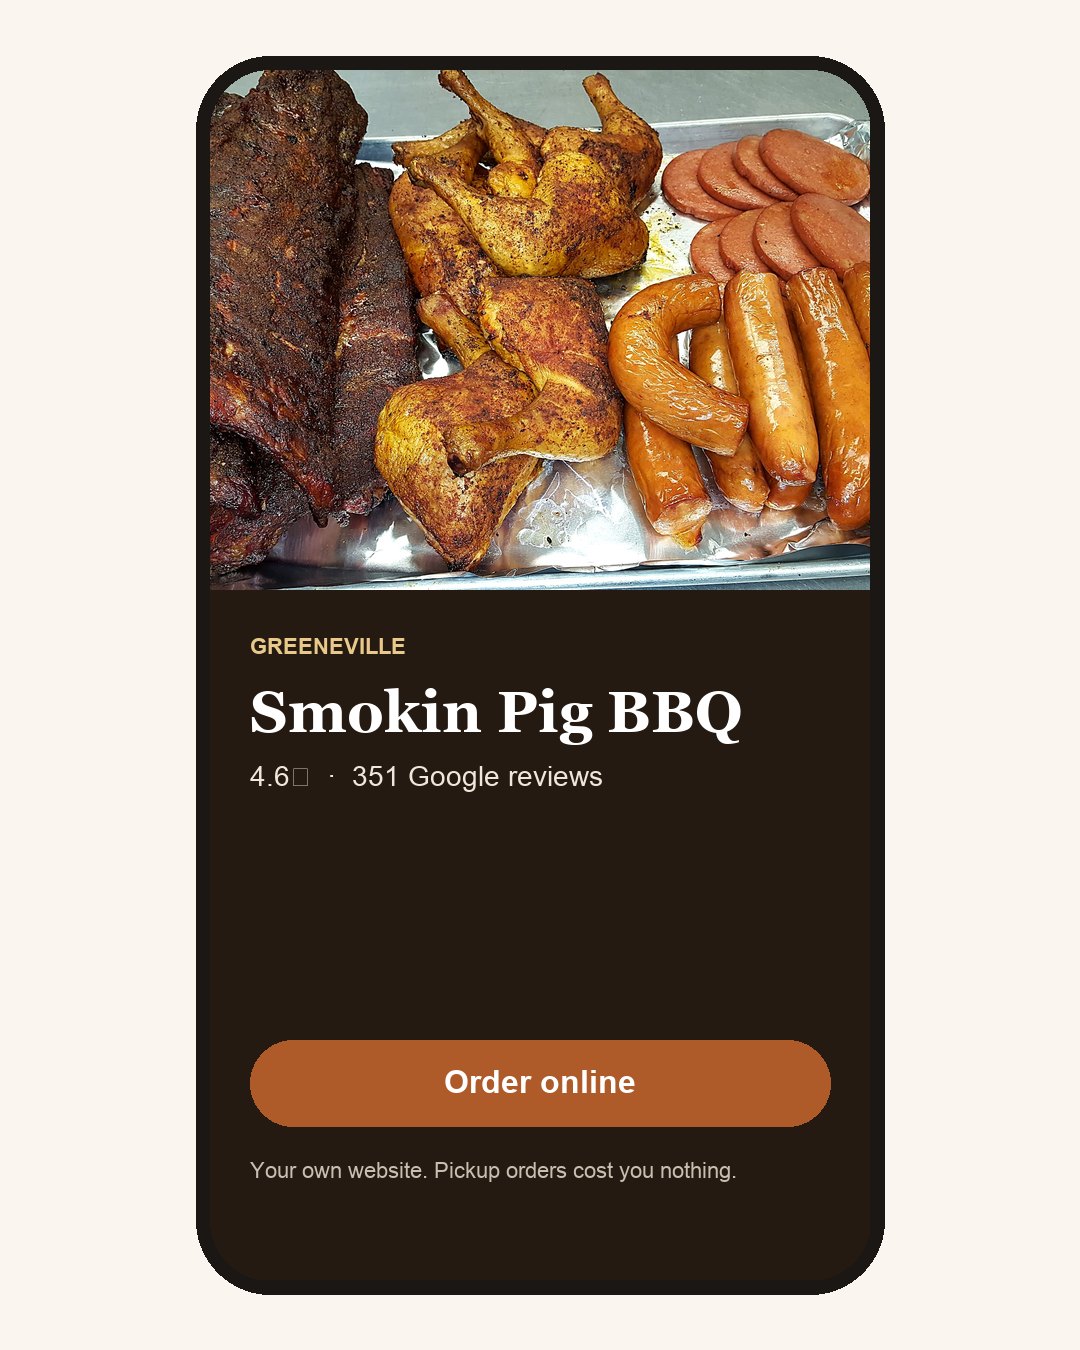 GREENEVILLE
Smokin Pig BBQ
4.6□ · 351 Google reviews
Order online
Your own website. Pickup orders cost you nothing.